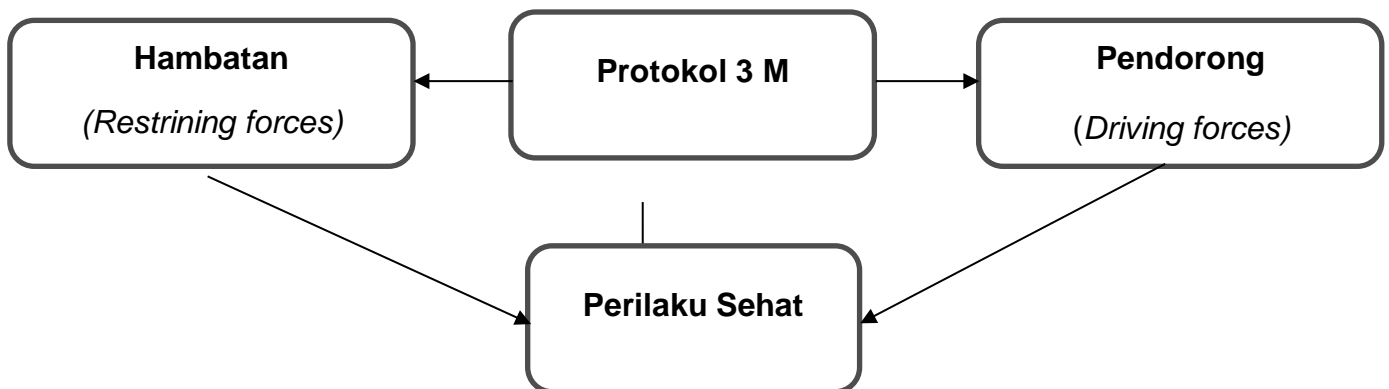 Hambatan
(Restrining forces)
Protokol 3 M
Pendorong
(Driving forces)
Perilaku Sehat